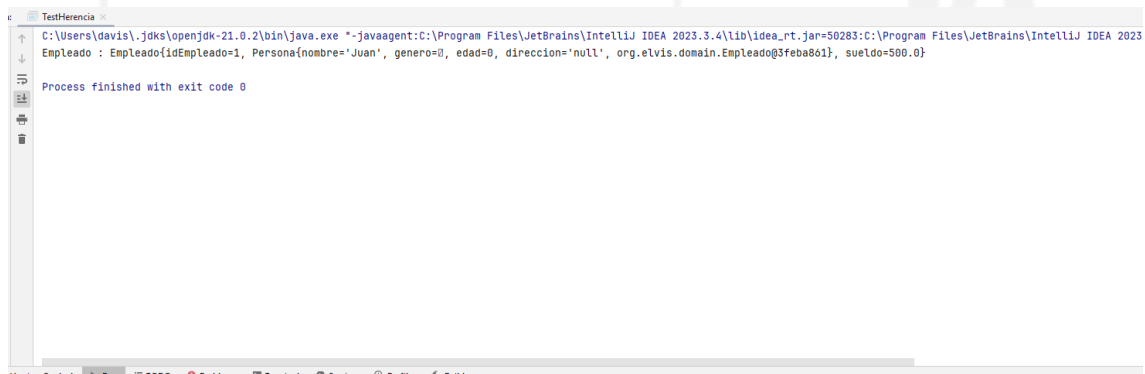 TestHerencia ×
C:\Users\davis\.jdks\openjdk-21.0.2\bin\java.exe "-javaagent:C:\Program Files\JetBrains\IntelliJ IDEA 2023.3.4\lib\idea_rt.jar=50283:C:\Program Files\JetBrains\IntelliJ IDEA 2023
Empleado : Empleado{idEmpleado=1, Persona{nombre='Juan', genero=, edad=0, direccion='null', org.elvis.domain.Empleado@3feba861}, sueldo=500.0}
Process finished with exit code 0